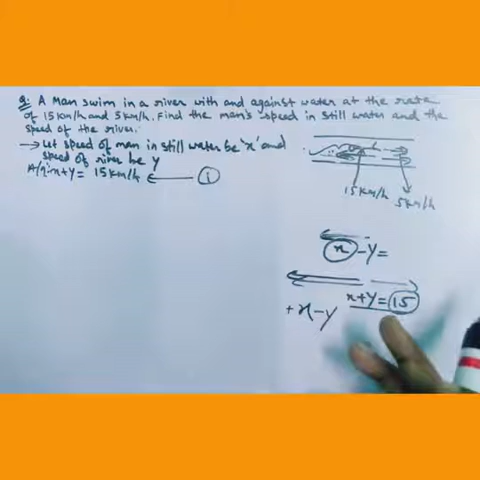 Q: A Man swim in a river with and against water at the rate
of 15 km/h and 5 km/h. Find the man's speed in still water and the
speed of the river.
→ Let speed of man in still water be 'x' and
speed of river be y
A/q: x+y = 15 km/h ← (1)
15 km/h 5 km/h
x - y =
x+y = 15
+x-y